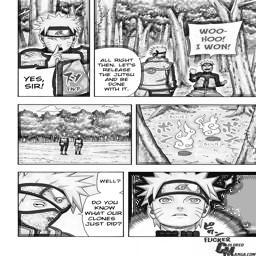 YES,
SIR!
ALL RIGHT
THEN. LET'S
RELEASE
THE JUTSU
AND BE
DONE WITH
IT.
WOO-
HOO!
I WON!
WELL?
DO YOU
KNOW
WHAT OUR
CLONES
JUST DID?
FLICKER